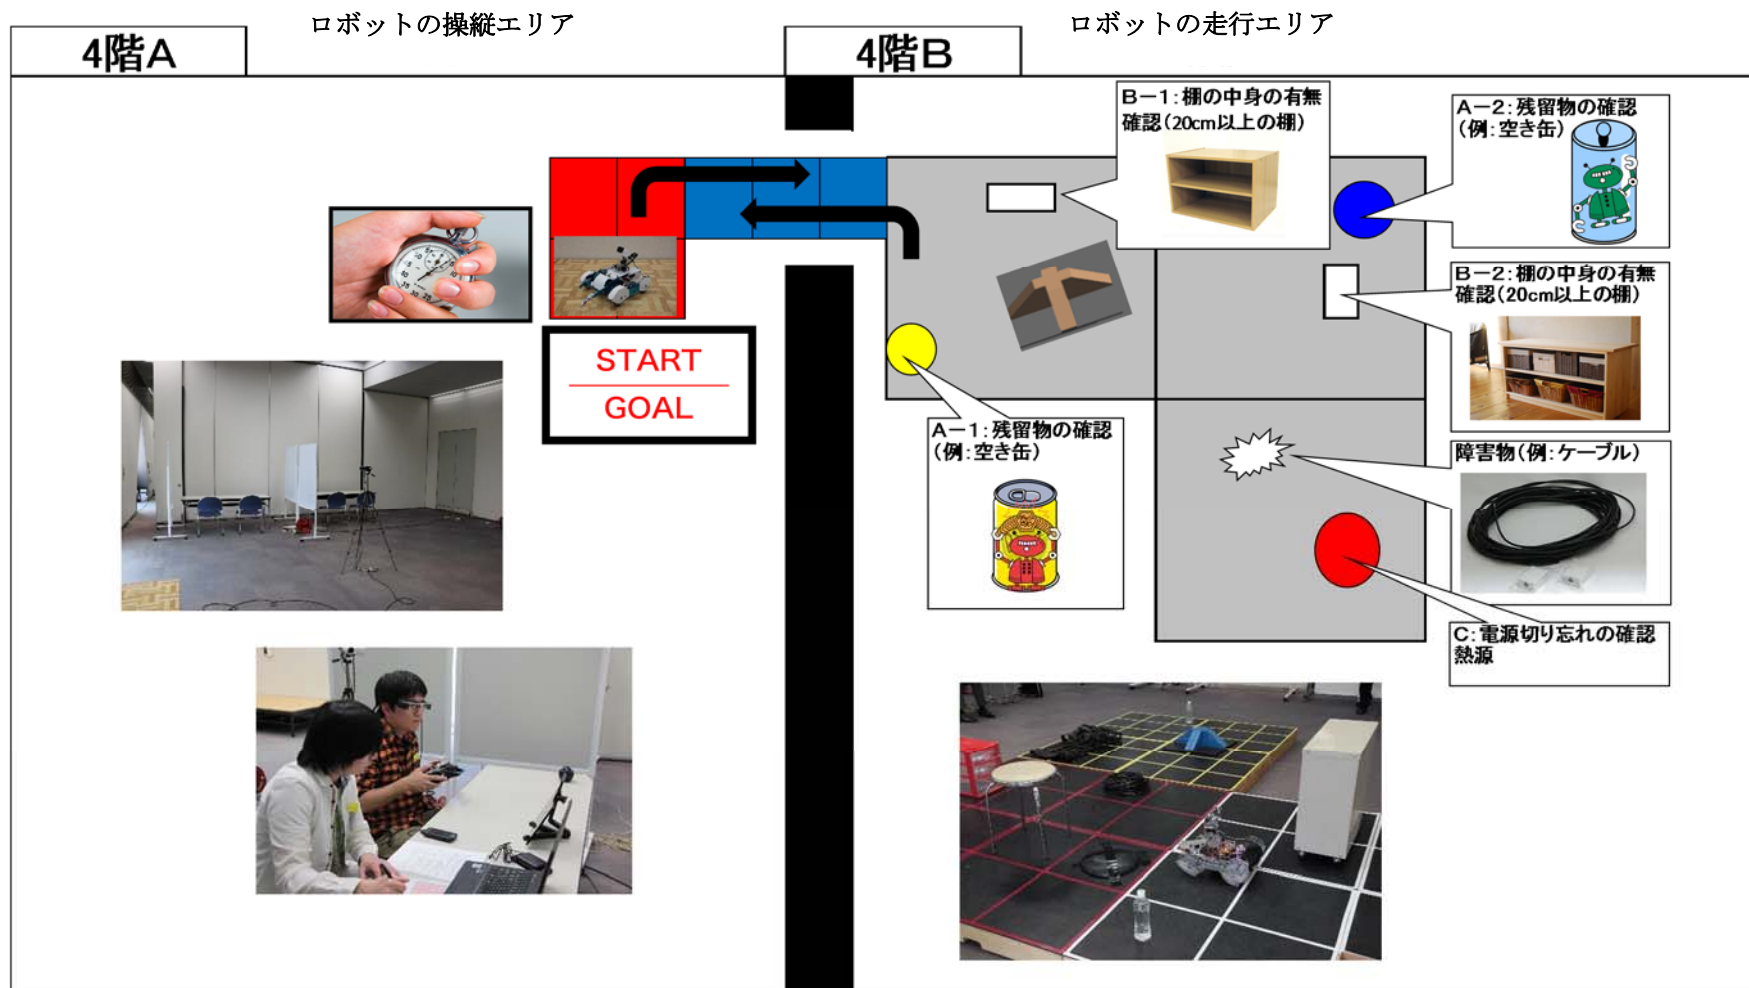 ロボットの操縦エリア
ロボットの走行エリア
4階A
4階B
B－1：棚の中身の有無
確認（20cm以上の棚）
A－2：残留物の確認
（例：空き缶）
B－2：棚の中身の有無
確認（20cm以上の棚）
START
GOAL
A－1：残留物の確認
（例：空き缶）
障害物（例：ケーブル）
C：電源切り忘れの確認
熱源